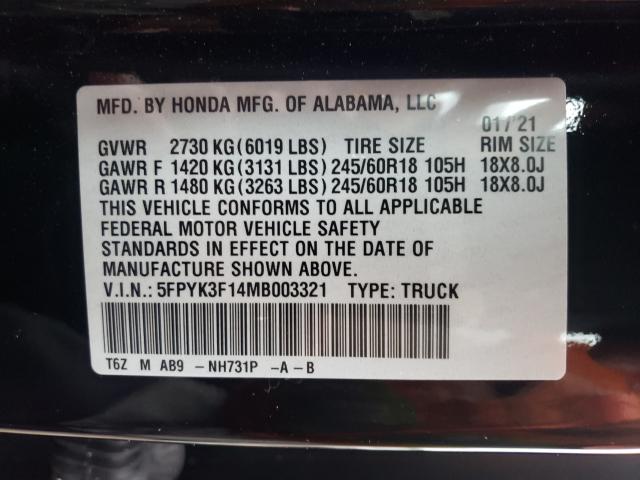 MFD. BY HONDA MFG. OF ALABAMA, LLC
01/'21
GVWR 2730 KG(6019 LBS) TIRE SIZE RIM SIZE
GAWR F 1420 KG(3131 LBS) 245/60R18 105H 18X8.0J
GAWR R 1480 KG(3263 LBS) 245/60R18 105H 18X8.0J
THIS VEHICLE CONFORMS TO ALL APPLICABLE
FEDERAL MOTOR VEHICLE SAFETY
STANDARDS IN EFFECT ON THE DATE OF
MANUFACTURE SHOWN ABOVE.
V.I.N.: 5FPYK3F14MB003321 TYPE: TRUCK
T6Z M AB9 -NH731P -A-B